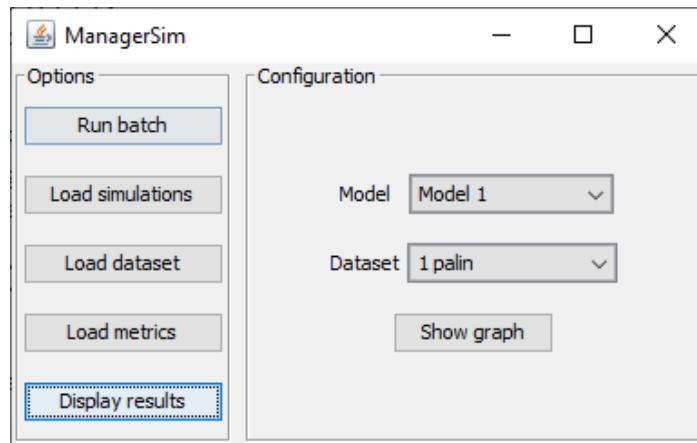 ManagerSim
Options
Configuration
Run batch
Load simulations
Load dataset
Load metrics
Display results
Model Model 1
Dataset 1 palin
Show graph